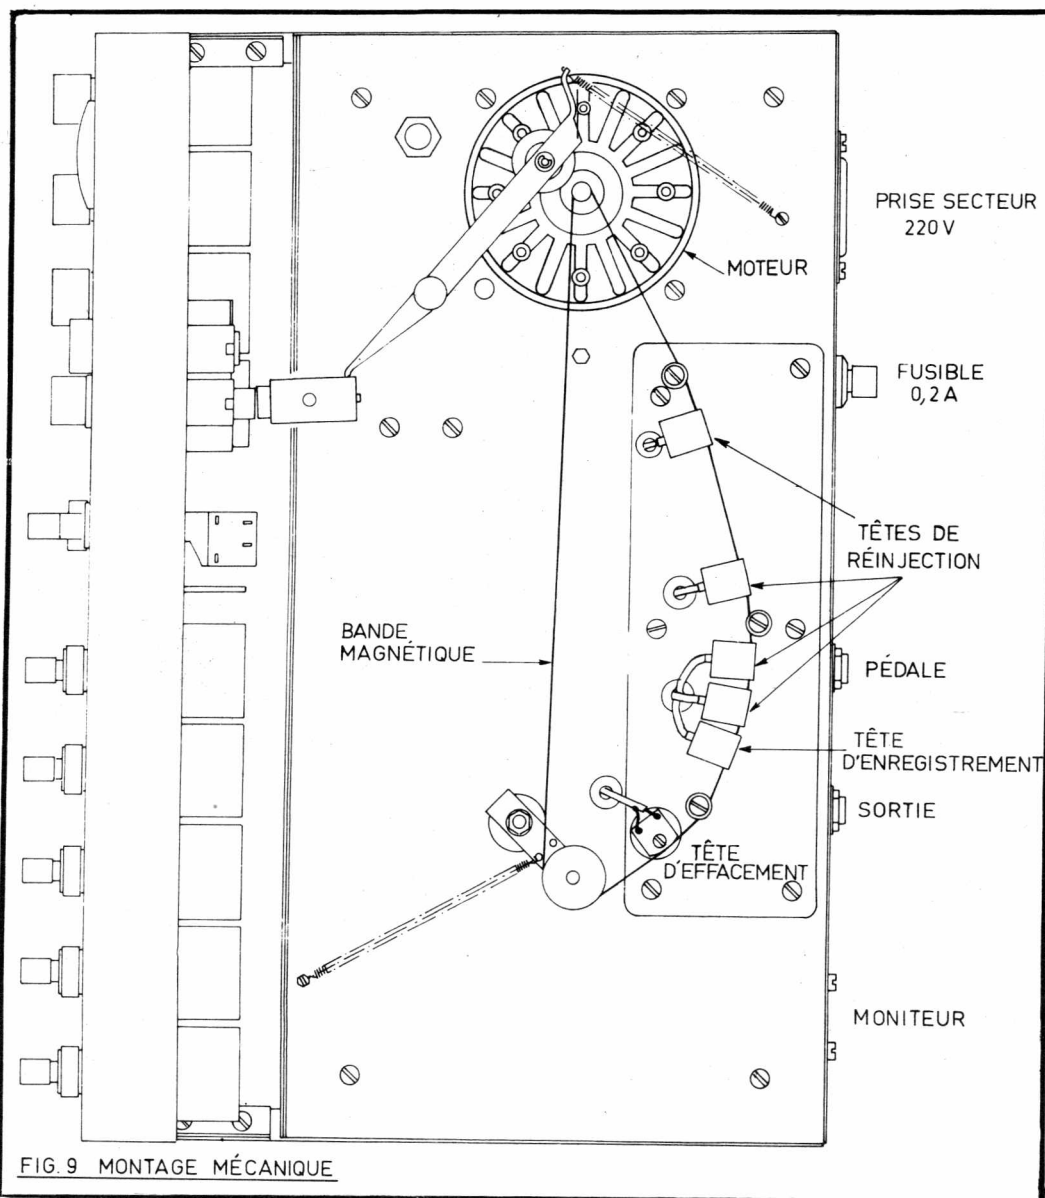 PRISE SECTEUR
220 V
MOTEUR
FUSIBLE
0,2 A
TÊTES DE
RÉINJECTION
BANDE
MAGNÉTIQUE
PÉDALE
TÊTE
D'ENREGISTREMENT
SORTIE
TÊTE
D'EFFACEMENT
MONITEUR
FIG. 9 MONTAGE MÉCANIQUE